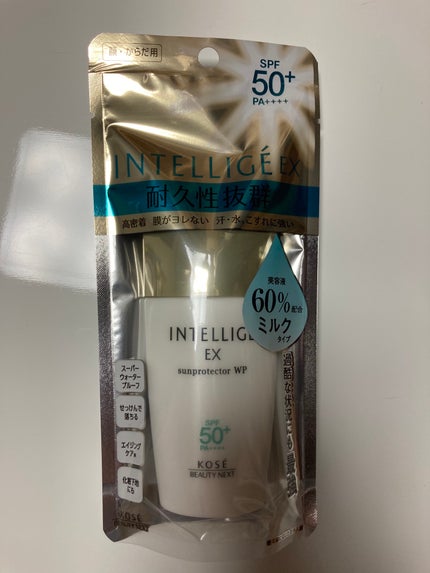 顔・からだ用
SPF
50+
PA++++
INTELLIGÉ EX
耐久性抜群
高密着 膜がヨレない 汗・水、こすれに強い
美容液
60%配合
ミルク
タイプ
過酷な状況にも最強
INTELLIGÉ
EX
sunprotector WP
SPF
50+
PA++++
KOSÉ
BEAUTY NEXT
スーパー
ウォーター
プルーフ
せっけんで
落ちる
エイジング
ケア※
化粧下地
にも
KOSÉ
BEAUTY NEXT